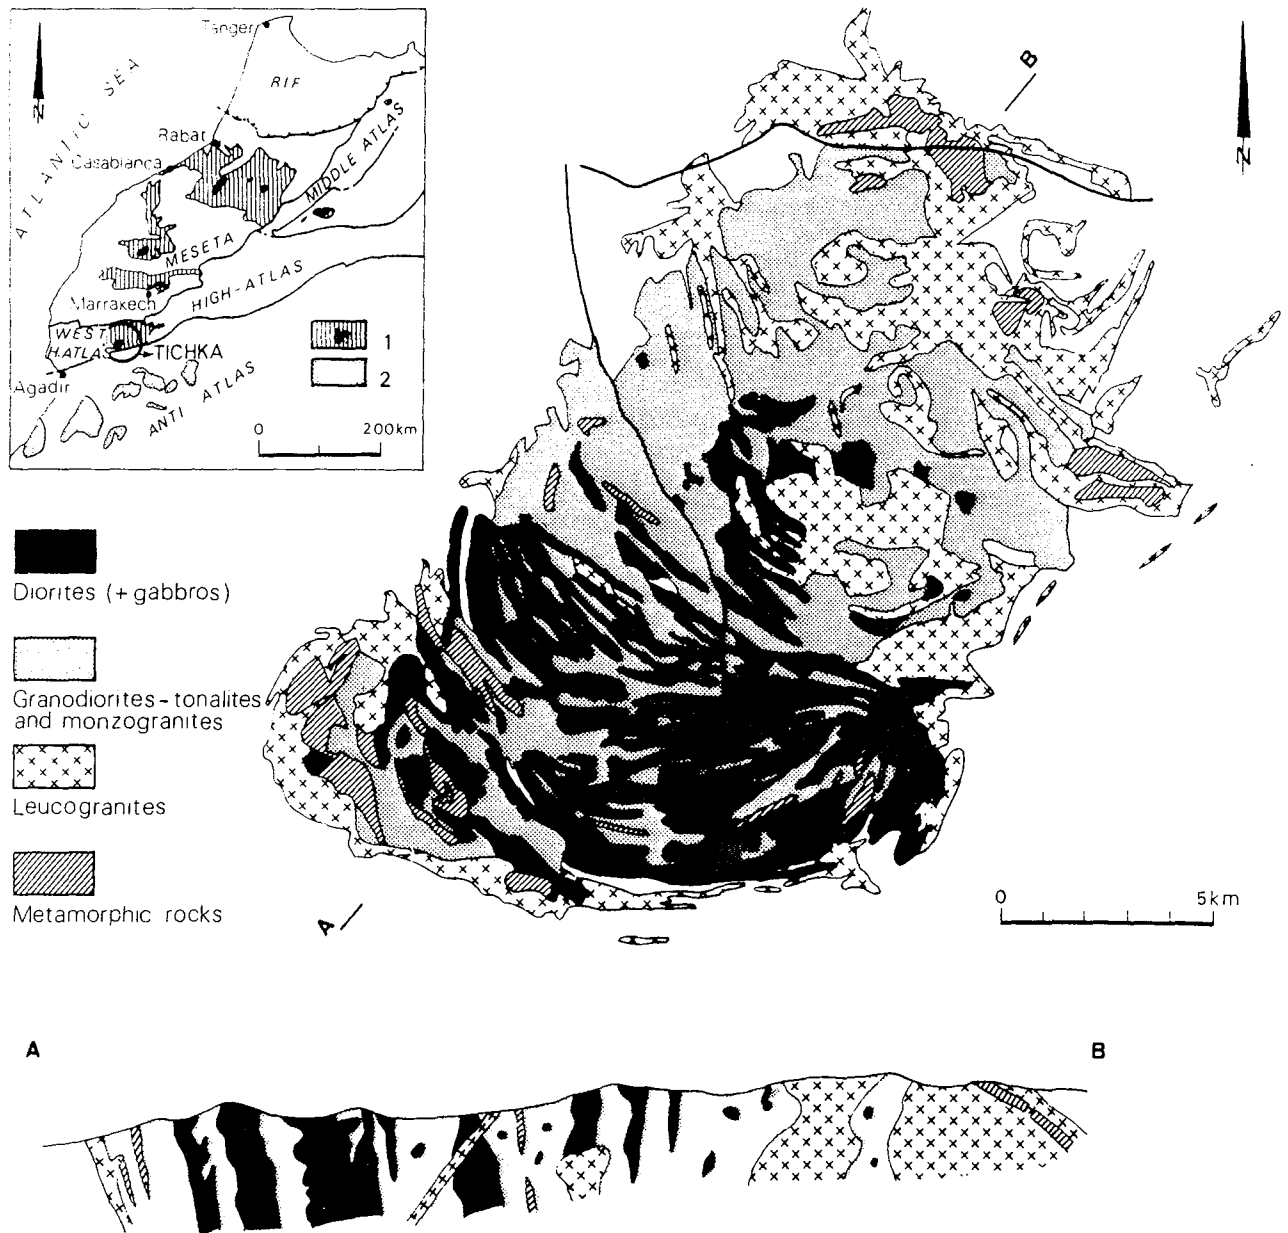 Tanger
RIF
ATLANTIC SEA
Rabat
Casablanca
MIDDLE ATLAS
MESETA
HIGH-ATLAS
Marrakech
WEST
H.ATLAS
TICHKA
Agadir
ANTI ATLAS
1
2
0 200km
N
B
N
Diorites (+ gabbros)
Granodiorites-tonalites
and monzogranites
Leucogranites
Metamorphic rocks
A
0 5km
A B